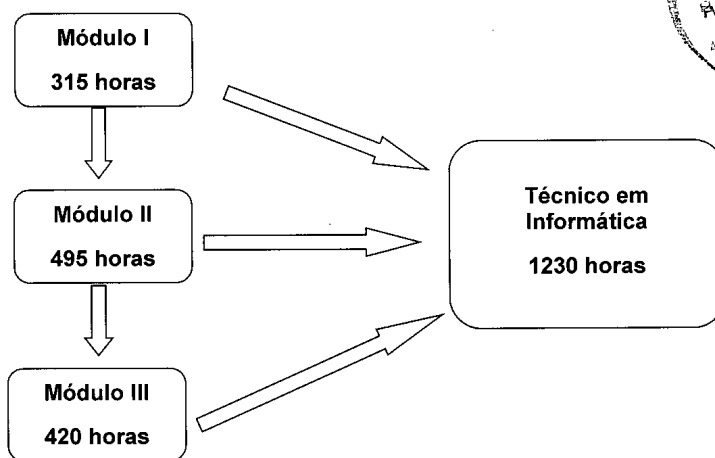 Módulo I
315 horas
Módulo II
495 horas
Módulo III
420 horas
Técnico em
Informática
1230 horas